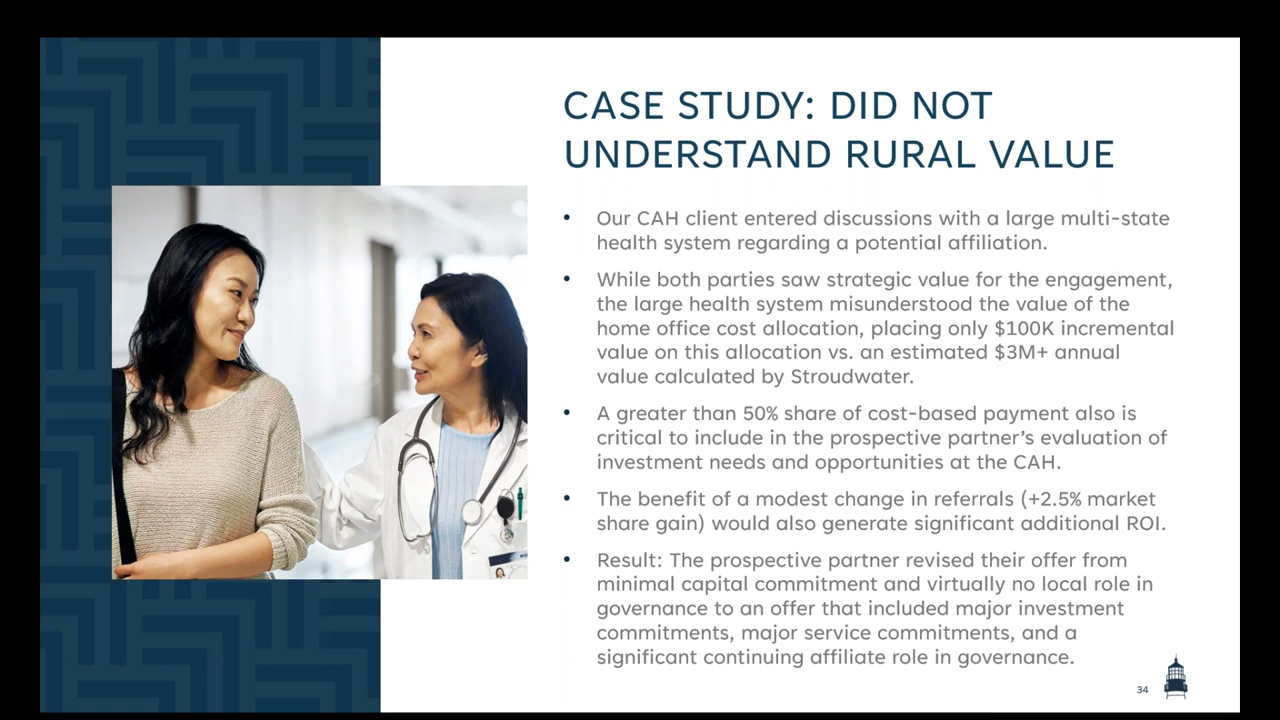 CASE STUDY: DID NOT
UNDERSTAND RURAL VALUE
• Our CAH client entered discussions with a large multi-state
health system regarding a potential affiliation.
• While both parties saw strategic value for the engagement,
the large health system misunderstood the value of the
home office cost allocation, placing only $100K incremental
value on this allocation vs. an estimated $3M+ annual
value calculated by Stroudwater.
• A greater than 50% share of cost-based payment also is
critical to include in the prospective partner’s evaluation of
investment needs and opportunities at the CAH.
• The benefit of a modest change in referrals (+2.5% market
share gain) would also generate significant additional ROI.
• Result: The prospective partner revised their offer from
minimal capital commitment and virtually no local role in
governance to an offer that included major investment
commitments, major service commitments, and a
significant continuing affiliate role in governance.
34